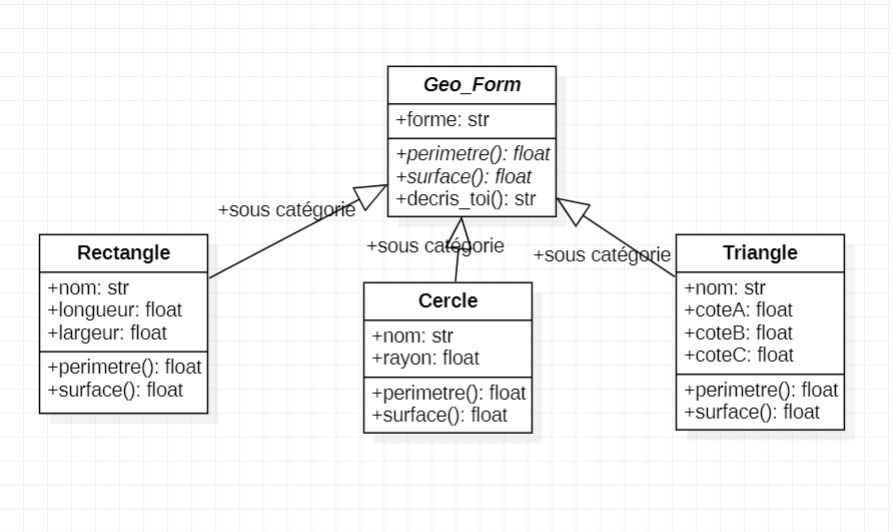 Geo_Form
+forme: str
+perimetre(): float
+surface(): float
+decris_toi(): str
+sous catégorie
+sous catégorie
+sous catégorie
Rectangle
+nom: str
+longueur: float
+largeur: float
+perimetre(): float
+surface(): float
Cercle
+nom: str
+rayon: float
+perimetre(): float
+surface(): float
Triangle
+nom: str
+coteA: float
+coteB: float
+coteC: float
+perimetre(): float
+surface(): float